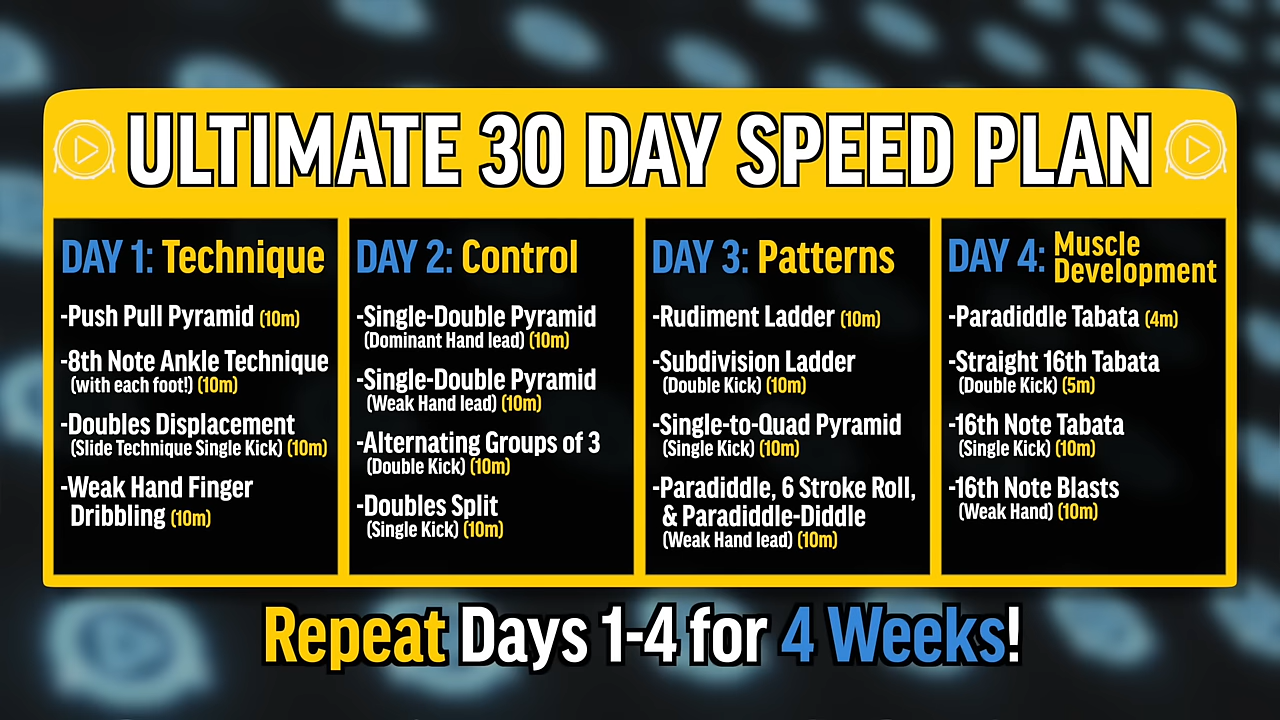 ULTIMATE 30 DAY SPEED PLAN
DAY 1: Technique
-Push Pull Pyramid (10m)
-8th Note Ankle Technique
(with each foot!) (10m)
-Doubles Displacement
(Slide Technique Single Kick) (10m)
-Weak Hand Finger
Dribbling (10m)
DAY 2: Control
-Single-Double Pyramid
(Dominant Hand lead) (10m)
-Single-Double Pyramid
(Weak Hand lead) (10m)
-Alternating Groups of 3
(Double Kick) (10m)
-Doubles Split
(Single Kick) (10m)
DAY 3: Patterns
-Rudiment Ladder (10m)
-Subdivision Ladder
(Double Kick) (10m)
-Single-to-Quad Pyramid
(Single Kick) (10m)
-Paradiddle, 6 Stroke Roll,
& Paradiddle-Diddle
(Weak Hand lead) (10m)
DAY 4: Muscle
Development
-Paradiddle Tabata (4m)
-Straight 16th Tabata
(Double Kick) (5m)
-16th Note Tabata
(Single Kick) (10m)
-16th Note Blasts
(Weak Hand) (10m)
Repeat Days 1-4 for 4 Weeks!